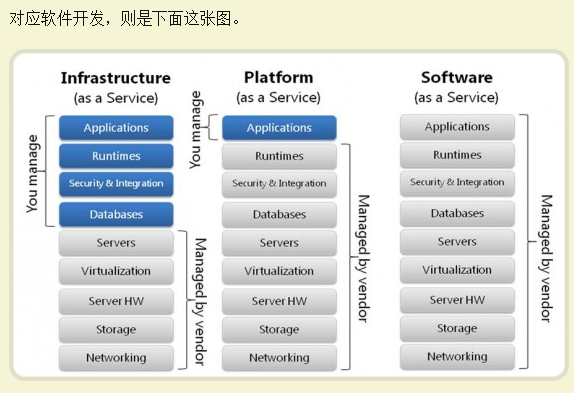 对应软件开发，则是下面这张图。
Infrastructure
(as a Service)
Platform
(as a Service)
Software
(as a Service)
You manage
Applications
Runtimes
Security & Integration
Databases
Servers
Virtualization
Server HW
Storage
Networking
Managed by vendor
You manage
Applications
Runtimes
Security & Integration
Databases
Servers
Virtualization
Server HW
Storage
Networking
Managed by vendor
Applications
Runtimes
Security & Integration
Databases
Servers
Virtualization
Server HW
Storage
Networking
Managed by vendor